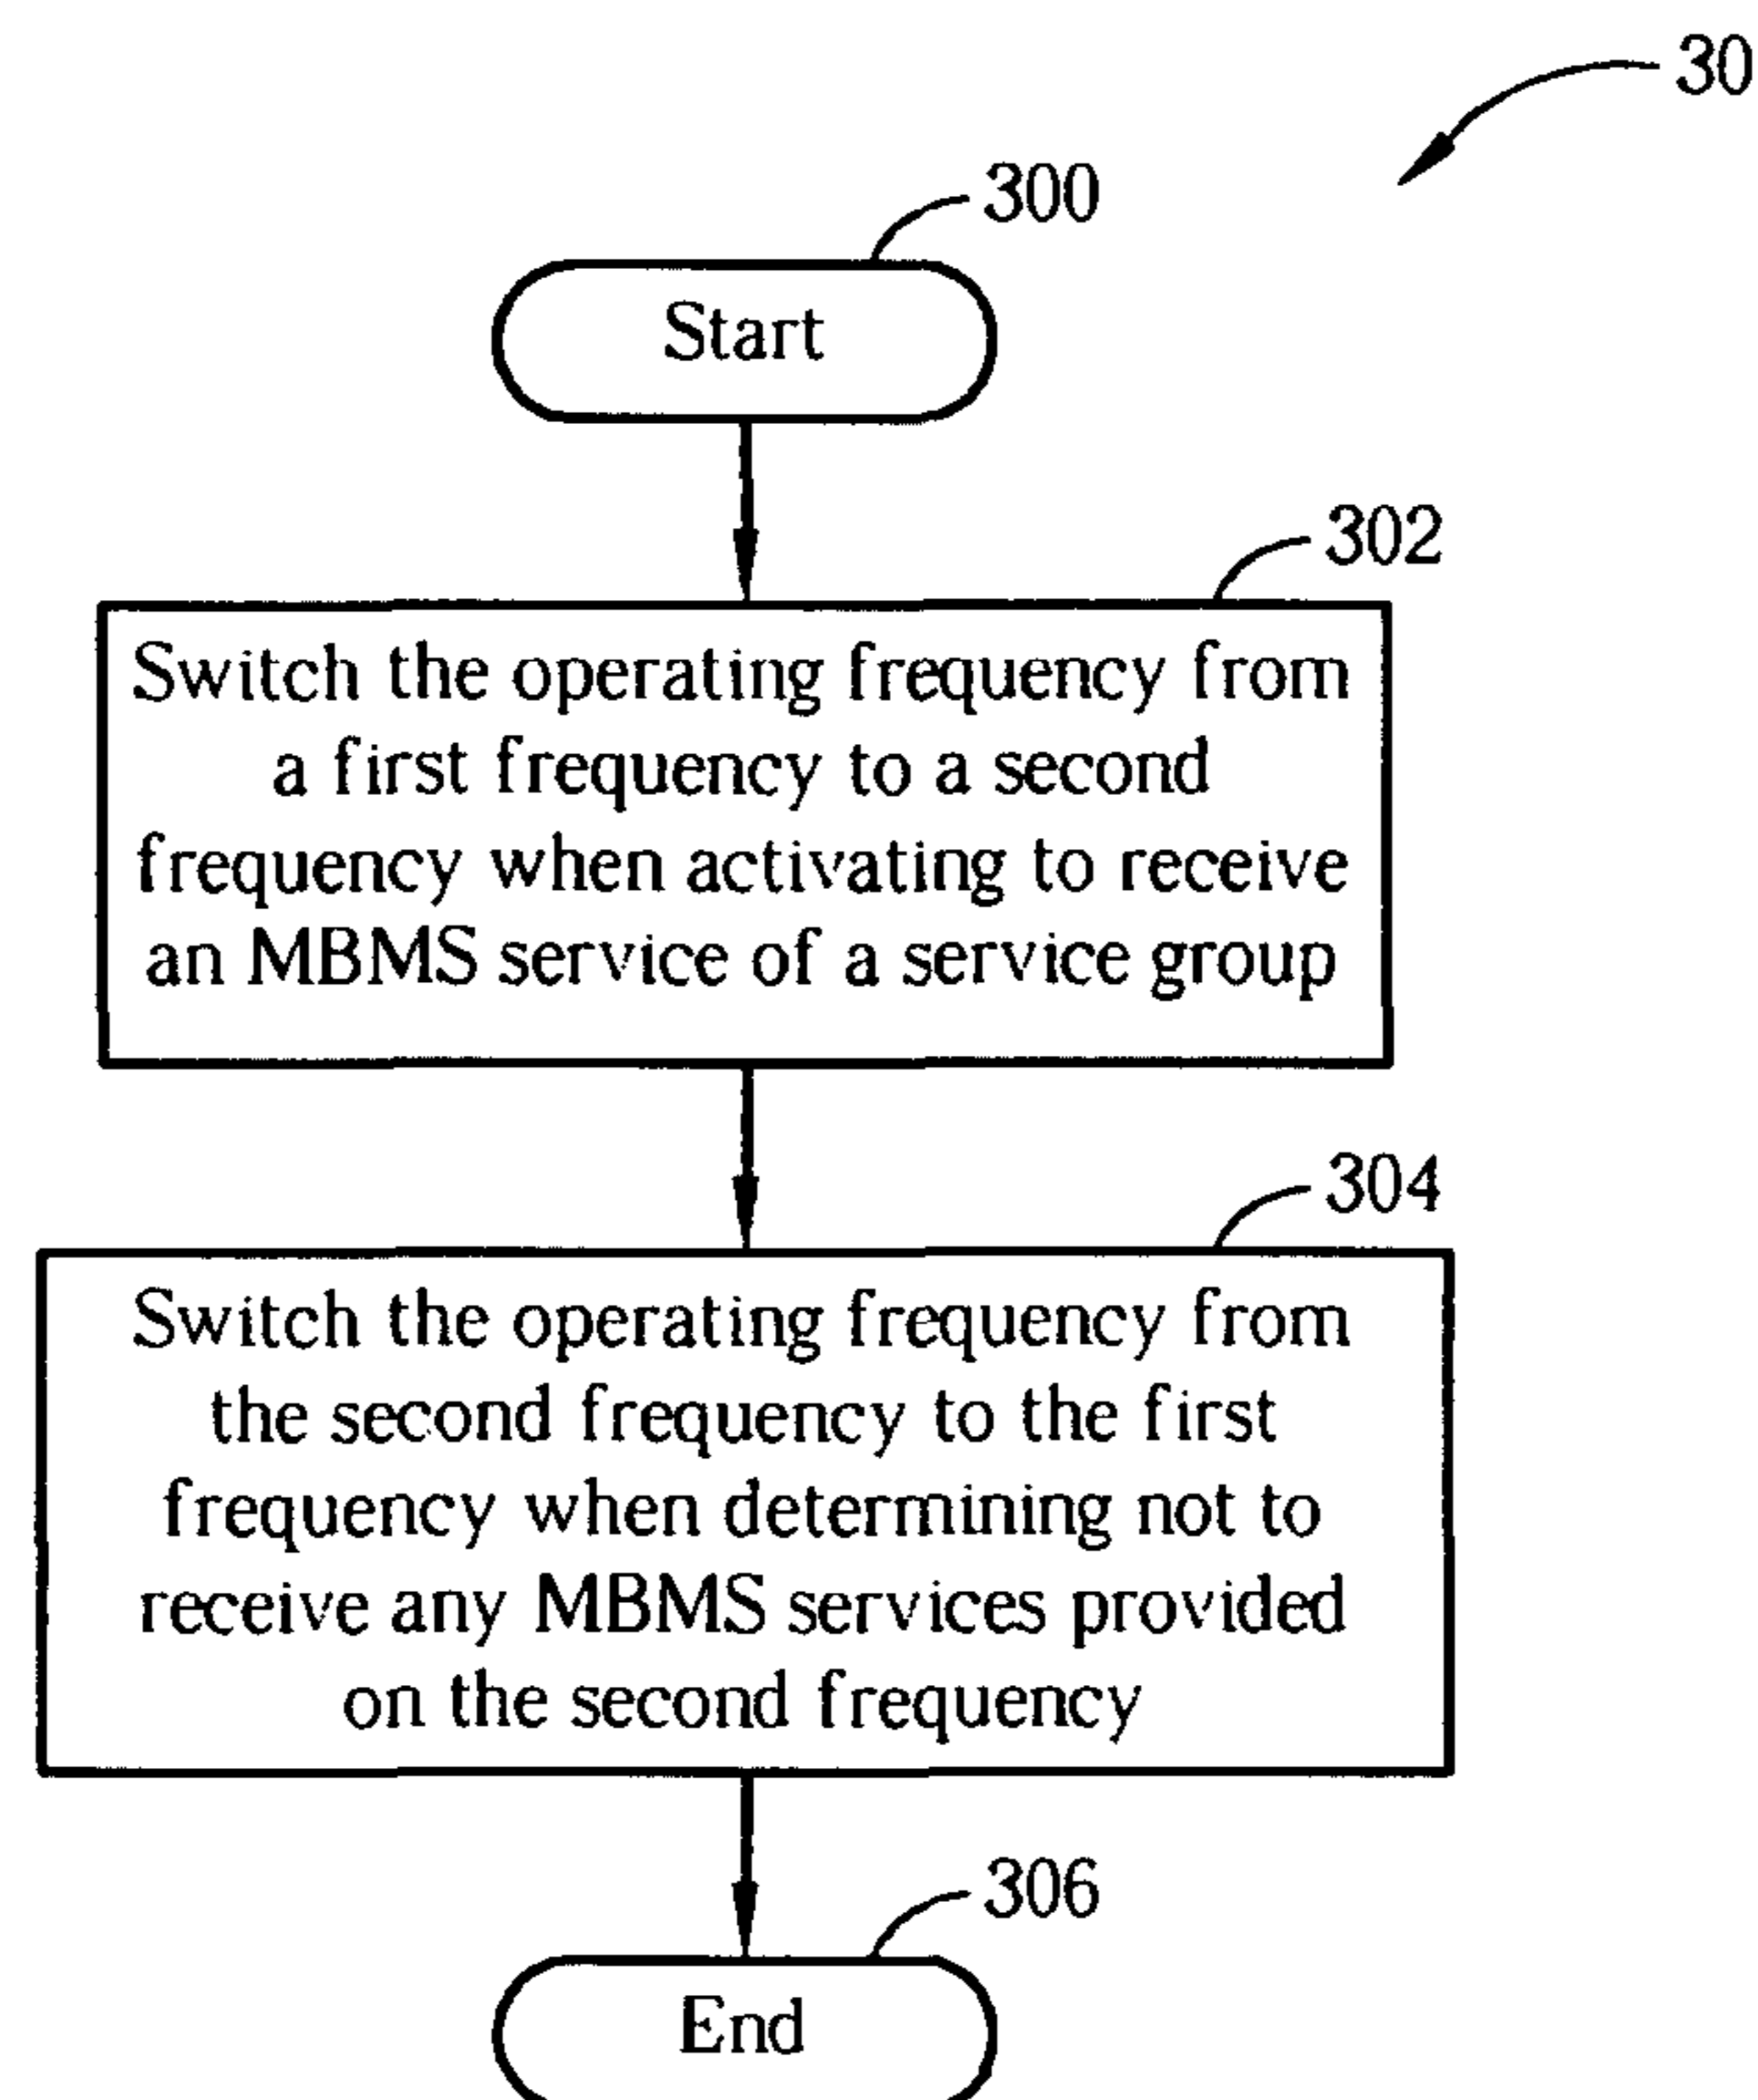 30
300
Start
302
Switch the operating frequency from
a first frequency to a second
frequency when activating to receive
an MBMS service of a service group
304
Switch the operating frequency from
the second frequency to the first
frequency when determining not to
receive any MBMS services provided
on the second frequency
306
End